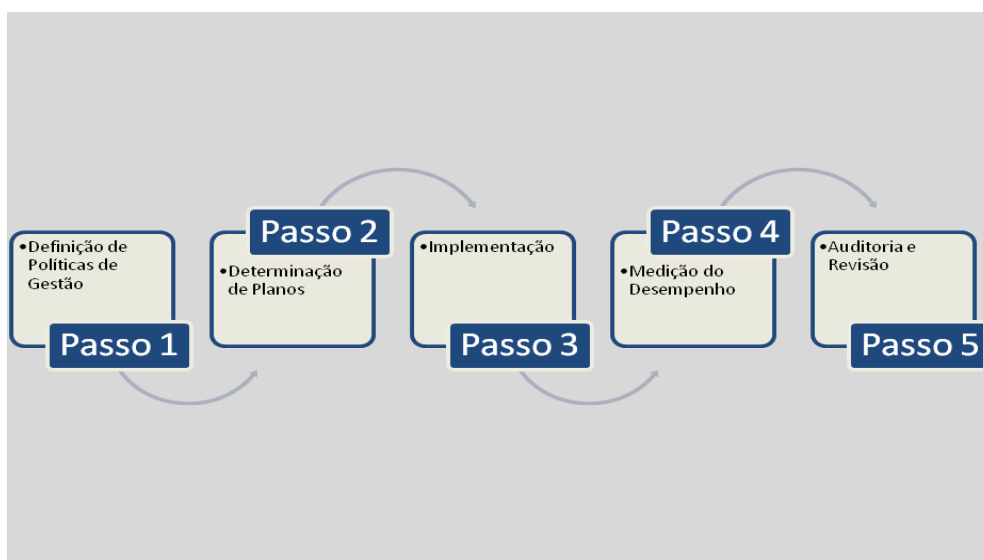 •Definição de
Políticas de
Gestão
Passo 1
Passo 2
•Determinação
de Planos
•Implementação
Passo 3
Passo 4
•Medição do
Desempenho
•Auditoria e
Revisão
Passo 5